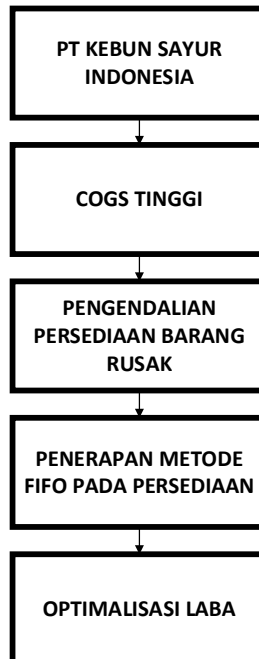 PT KEBUN SAYUR
INDONESIA
COGS TINGGI
PENGENDALIAN
PERSEDIAAN BARANG
RUSAK
PENERAPAN METODE
FIFO PADA PERSEDIAAN
OPTIMALISASI LABA